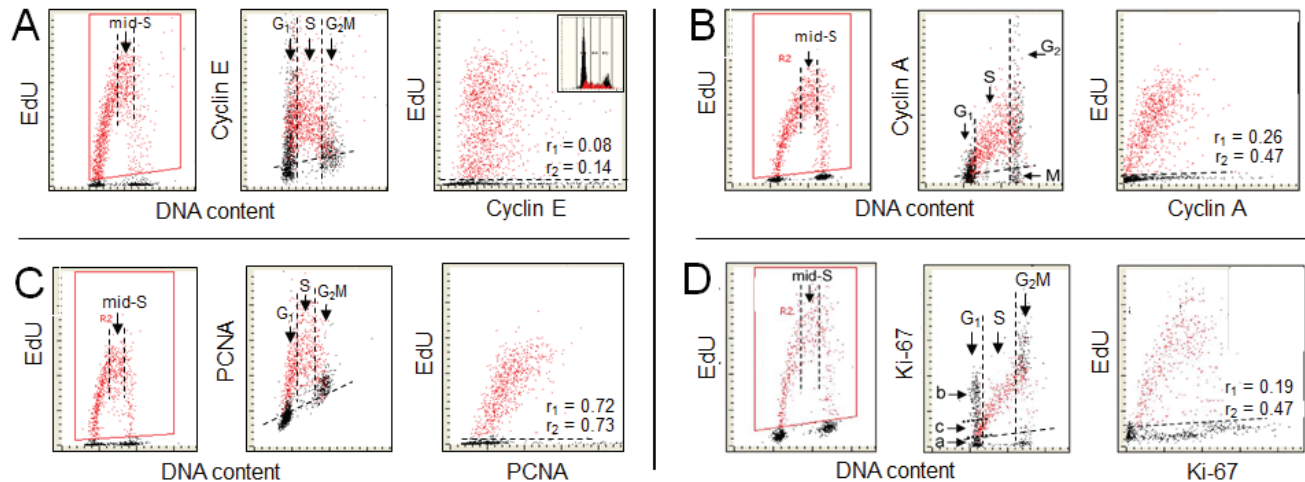 A
mid-S
EdU
G₁ S G₂M
Cyclin E
EdU
r₁ = 0.08
r₂ = 0.14
DNA content
Cyclin E
B
mid-S
R2
EdU
G₂
S
G₁
M
Cyclin A
EdU
r₁ = 0.26
r₂ = 0.47
DNA content
Cyclin A
C
mid-S
R2
EdU
S
G₁
G₂M
PCNA
EdU
r₁ = 0.72
r₂ = 0.73
DNA content
PCNA
D
mid-S
R2
EdU
G₂M
G₁ S
b
c
a
Ki-67
EdU
r₁ = 0.19
r₂ = 0.47
DNA content
Ki-67